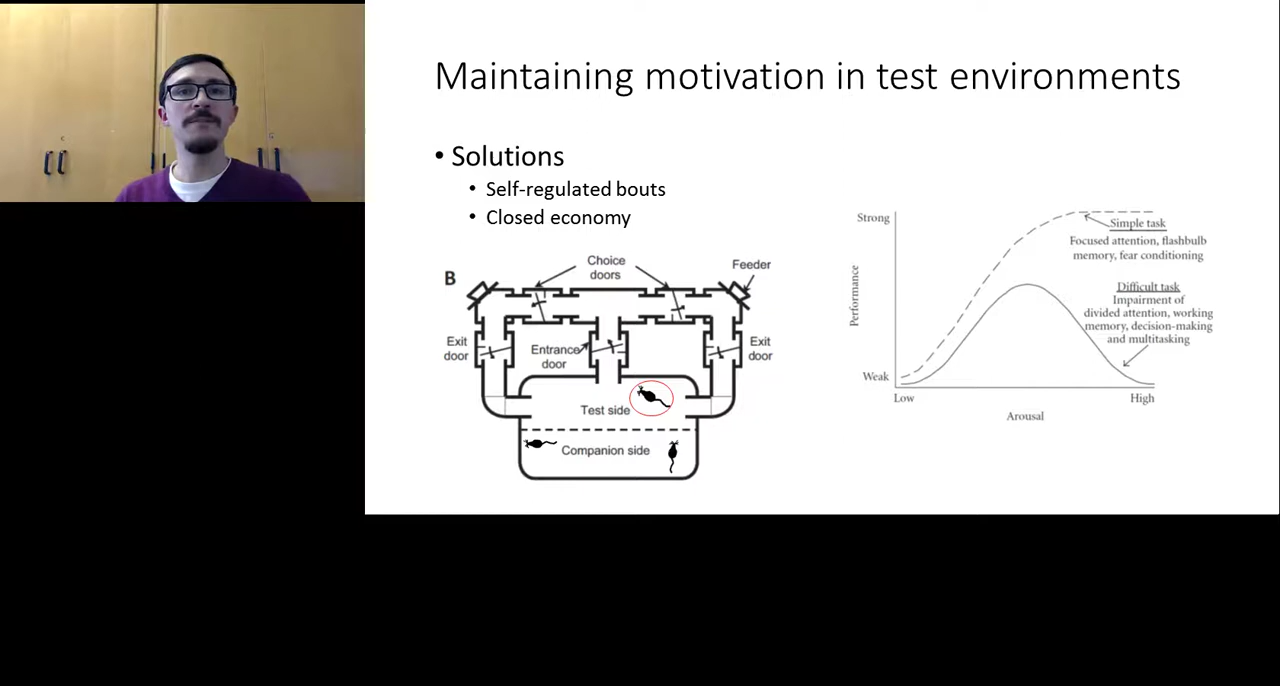 Maintaining motivation in test environments
• Solutions
• Self-regulated bouts
• Closed economy
B
Choice
doors
Feeder
Exit
door
Entrance
door
Exit
door
Test side
Companion side
Strong
Performance
Weak
Low
High
Arousal
Simple task
Focused attention, flashbulb
memory, fear conditioning
Difficult task
Impairment of
divided attention, working
memory, decision-making
and multitasking